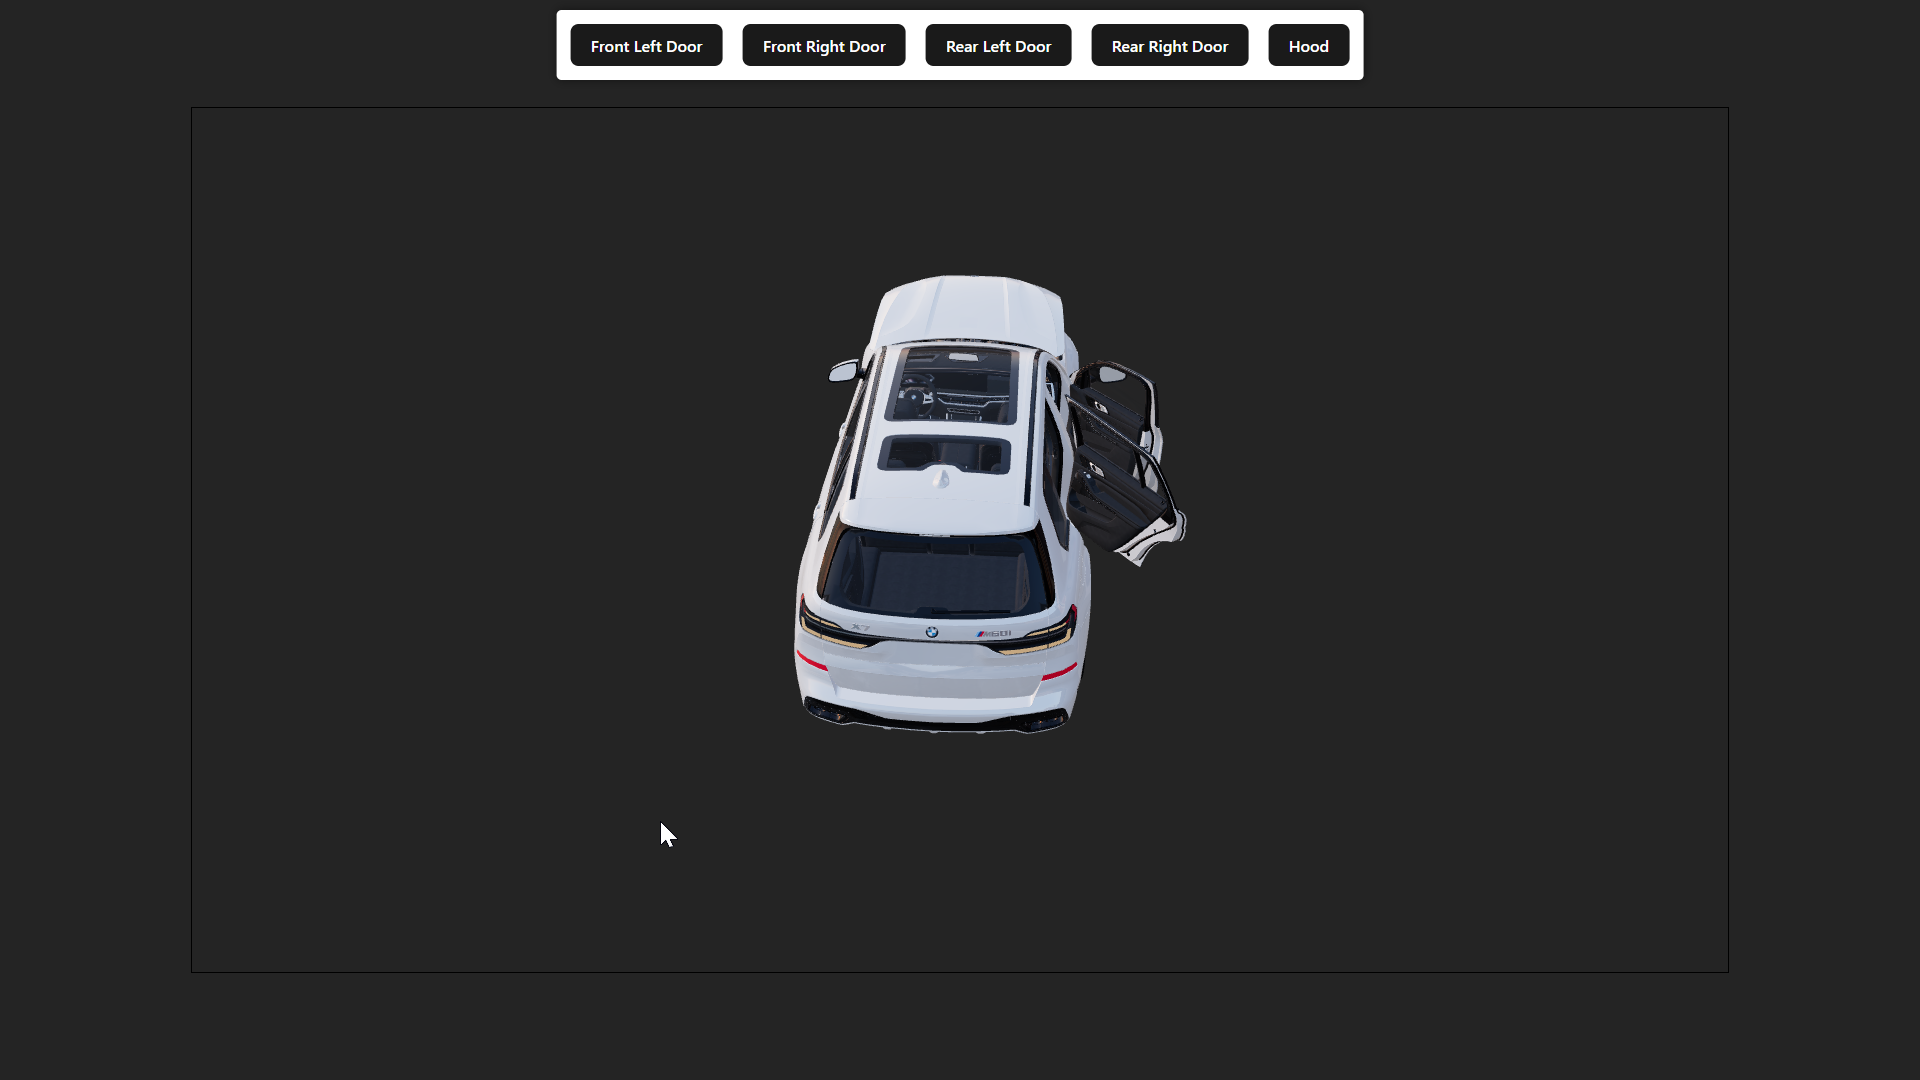 Front Left Door
Front Right Door
Rear Left Door
Rear Right Door
Hood
X7
M60i